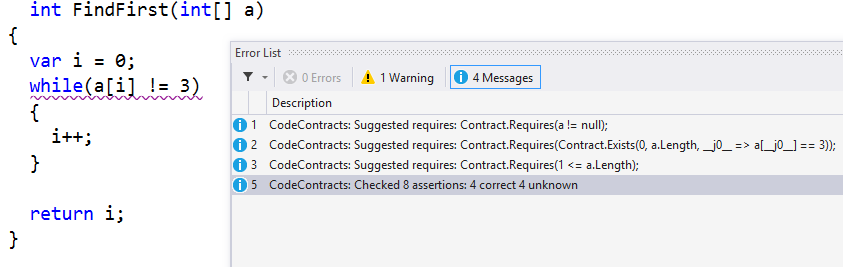 int FindFirst(int[] a)
{
var i = 0;
while(a[i] != 3)
{
i++;
}
return i;
}
Error List
0 Errors
1 Warning
4 Messages
Description
1 CodeContracts: Suggested requires: Contract.Requires(a != null);
2 CodeContracts: Suggested requires: Contract.Requires(Contract.Exists(0, a.Length, __j0__ => a[__j0__] == 3));
3 CodeContracts: Suggested requires: Contract.Requires(1 <= a.Length);
5 CodeContracts: Checked 8 assertions: 4 correct 4 unknown